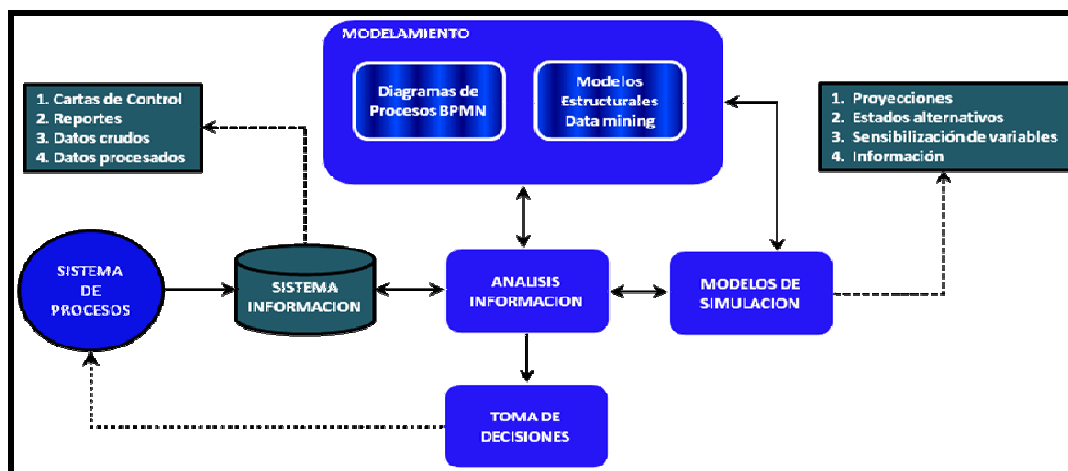 MODELAMIENTO
Diagramas de
Procesos BPMN
Modelos
Estructurales
Data mining
1. Cartas de Control
2. Reportes
3. Datos crudos
4. Datos procesados
1. Proyecciones
2. Estados alternativos
3. Sensibilización de variables
4. Información
SISTEMA
DE
PROCESOS
SISTEMA
INFORMACION
ANALISIS
INFORMACION
MODELOS DE
SIMULACION
TOMA DE
DECISIONES